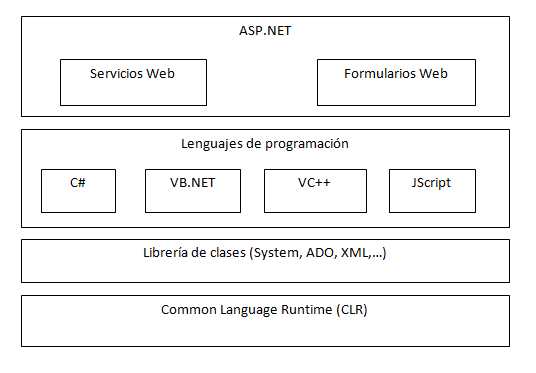 ASP.NET
Servicios Web
Formularios Web
Lenguajes de programación
C#
VB.NET
VC++
JScript
Librería de clases (System, ADO, XML,...)
Common Language Runtime (CLR)